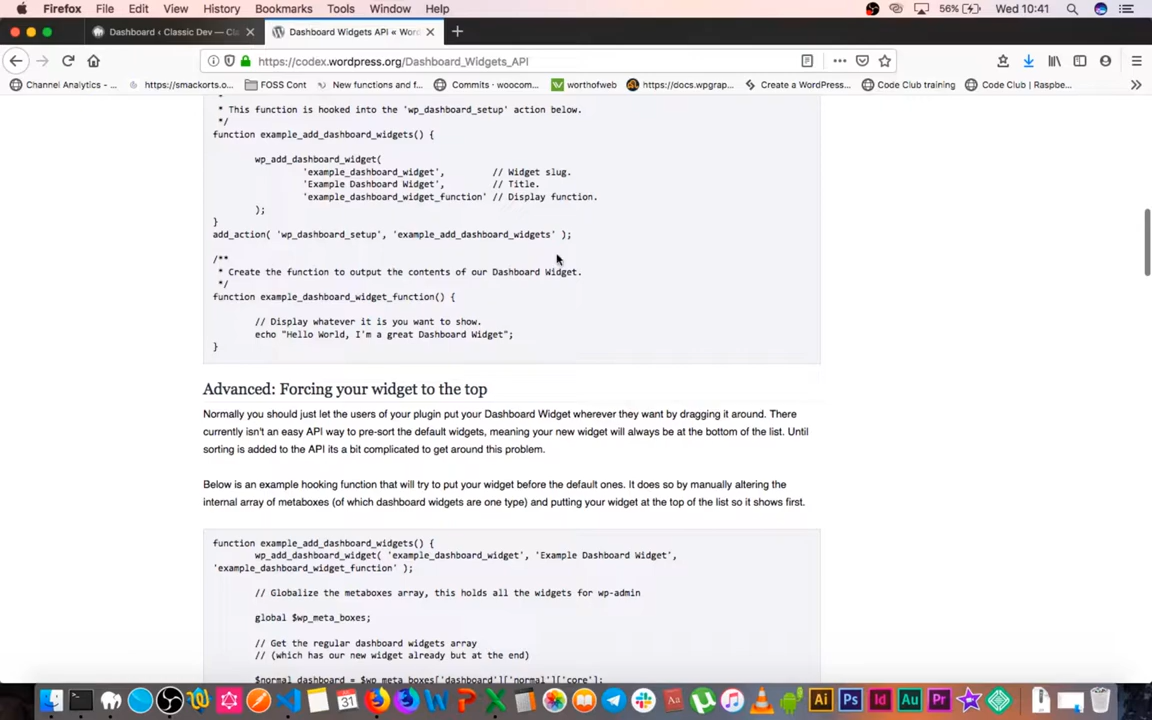 Firefox File Edit View History Bookmarks Tools Window Help 56% Wed 10:41
Dashboard ‹ Classic Dev — Cla
Dashboard Widgets API « Word
https://codex.wordpress.org/Dashboard_Widgets_API
Channel Analytics - ... https://smackorts.... FOSS Cont New functions and f... Commits · woocom... worthofweb https://docs.wpgrap... Create a WordPress... Code Club training Code Club | Raspbe...
*
* This function is hooked into the 'wp_dashboard_setup' action below.
*/
function example_add_dashboard_widgets() {
wp_add_dashboard_widget(
'example_dashboard_widget', // Widget slug.
'Example Dashboard Widget', // Title.
'example_dashboard_widget_function' // Display function.
);
}
add_action( 'wp_dashboard_setup', 'example_add_dashboard_widgets' );
/**
* Create the function to output the contents of our Dashboard Widget.
*/
function example_dashboard_widget_function() {
// Display whatever it is you want to show.
echo "Hello World, I'm a great Dashboard Widget";
}
Advanced: Forcing your widget to the top
Normally you should just let the users of your plugin put your Dashboard Widget wherever they want by dragging it around. There
currently isn't an easy API way to pre-sort the default widgets, meaning your new widget will always be at the bottom of the list. Until
sorting is added to the API its a bit complicated to get around this problem.
Below is an example hooking function that will try to put your widget before the default ones. It does so by manually altering the
internal array of metaboxes (of which dashboard widgets are one type) and putting your widget at the top of the list so it shows first.
function example_add_dashboard_widgets() {
wp_add_dashboard_widget( 'example_dashboard_widget', 'Example Dashboard Widget',
'example_dashboard_widget_function' );
// Globalize the metaboxes array, this holds all the widgets for wp-admin
global $wp_meta_boxes;
// Get the regular dashboard widgets array
// (which has our new widget already but at the end)
$normal_dashboard = $wp_meta_boxes['dashboard']['normal']['core'];